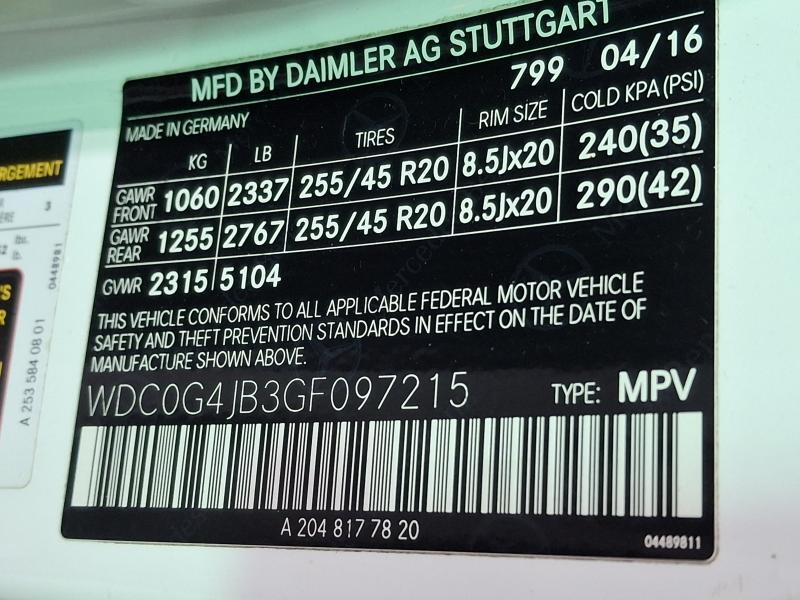 MFD BY DAIMLER AG STUTTGART
799 04/16
MADE IN GERMANY
KG LB TIRES RIM SIZE COLD KPA (PSI)
GAWR FRONT 1060 2337 255/45 R20 8.5Jx20 240(35)
GAWR REAR 1255 2767 255/45 R20 8.5Jx20 290(42)
GVWR 2315 5104
THIS VEHICLE CONFORMS TO ALL APPLICABLE FEDERAL MOTOR VEHICLE
SAFETY AND THEFT PREVENTION STANDARDS IN EFFECT ON THE DATE OF
MANUFACTURE SHOWN ABOVE.
WDC0G4JB3GF097215 TYPE: MPV
A 204 817 78 20
04489811
RGEMENT
3
0448981
A 253 584 08 01